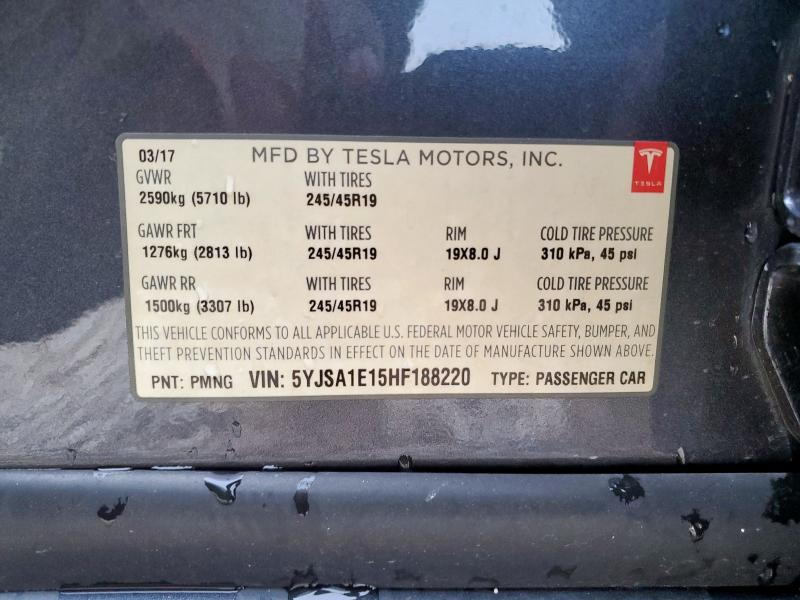 03/17 MFD BY TESLA MOTORS, INC.
TESLA
GVWR WITH TIRES
2590kg (5710 lb) 245/45R19
GAWR FRT WITH TIRES RIM COLD TIRE PRESSURE
1276kg (2813 lb) 245/45R19 19X8.0 J 310 kPa, 45 psi
GAWR RR WITH TIRES RIM COLD TIRE PRESSURE
1500kg (3307 lb) 245/45R19 19X8.0 J 310 kPa, 45 psi
THIS VEHICLE CONFORMS TO ALL APPLICABLE U.S. FEDERAL MOTOR VEHICLE SAFETY, BUMPER, AND
THEFT PREVENTION STANDARDS IN EFFECT ON THE DATE OF MANUFACTURE SHOWN ABOVE.
PNT: PMNG VIN: 5YJSA1E15HF188220 TYPE: PASSENGER CAR